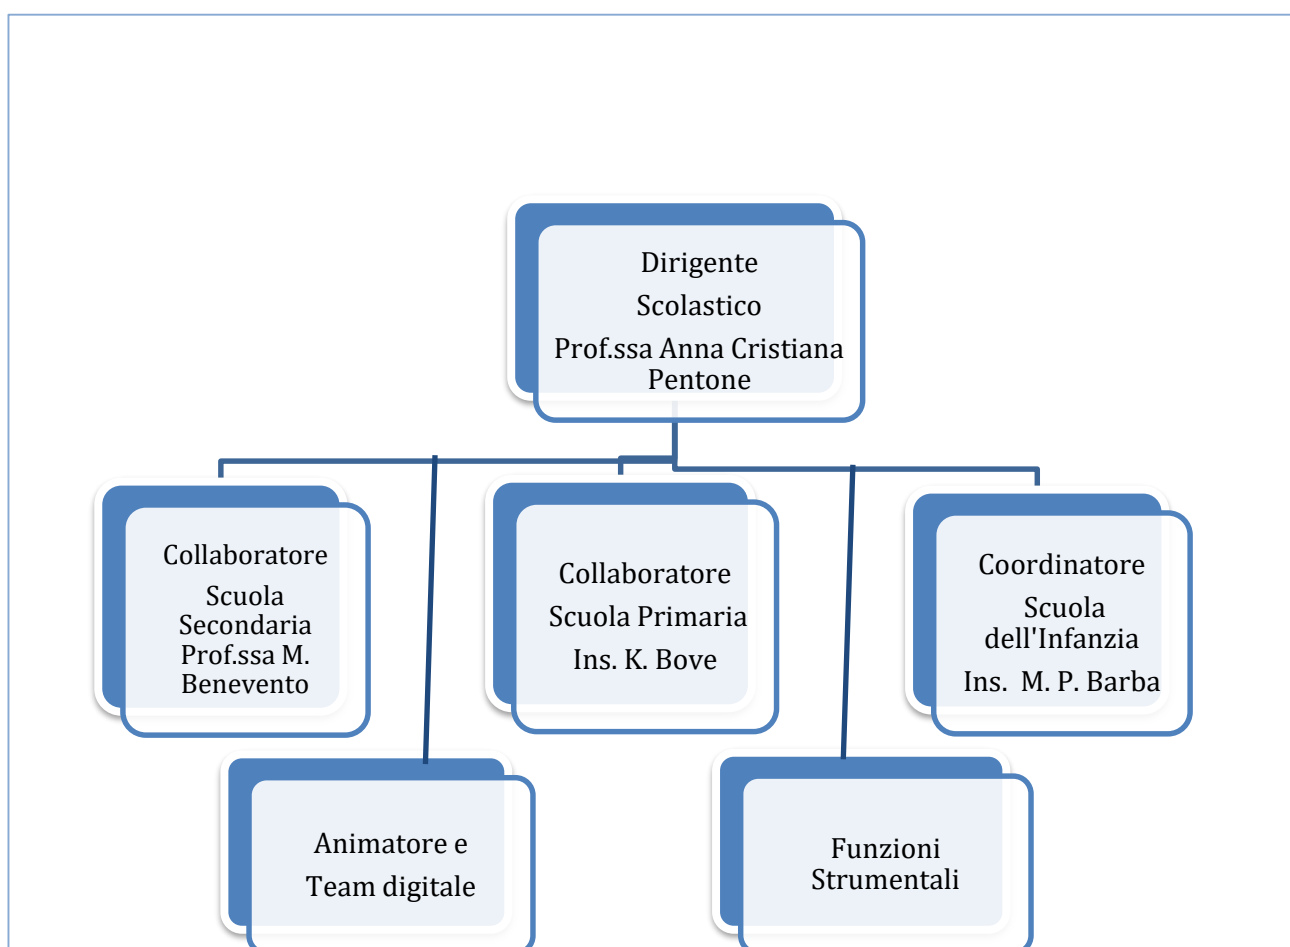 Dirigente
Scolastico
Prof.ssa Anna Cristiana
Pentone
Collaboratore
Scuola
Secondaria
Prof.ssa M.
Benevento
Collaboratore
Scuola Primaria
Ins. K. Bove
Coordinatore
Scuola
dell'Infanzia
Ins.  M. P. Barba
Animatore e
Team digitale
Funzioni
Strumentali